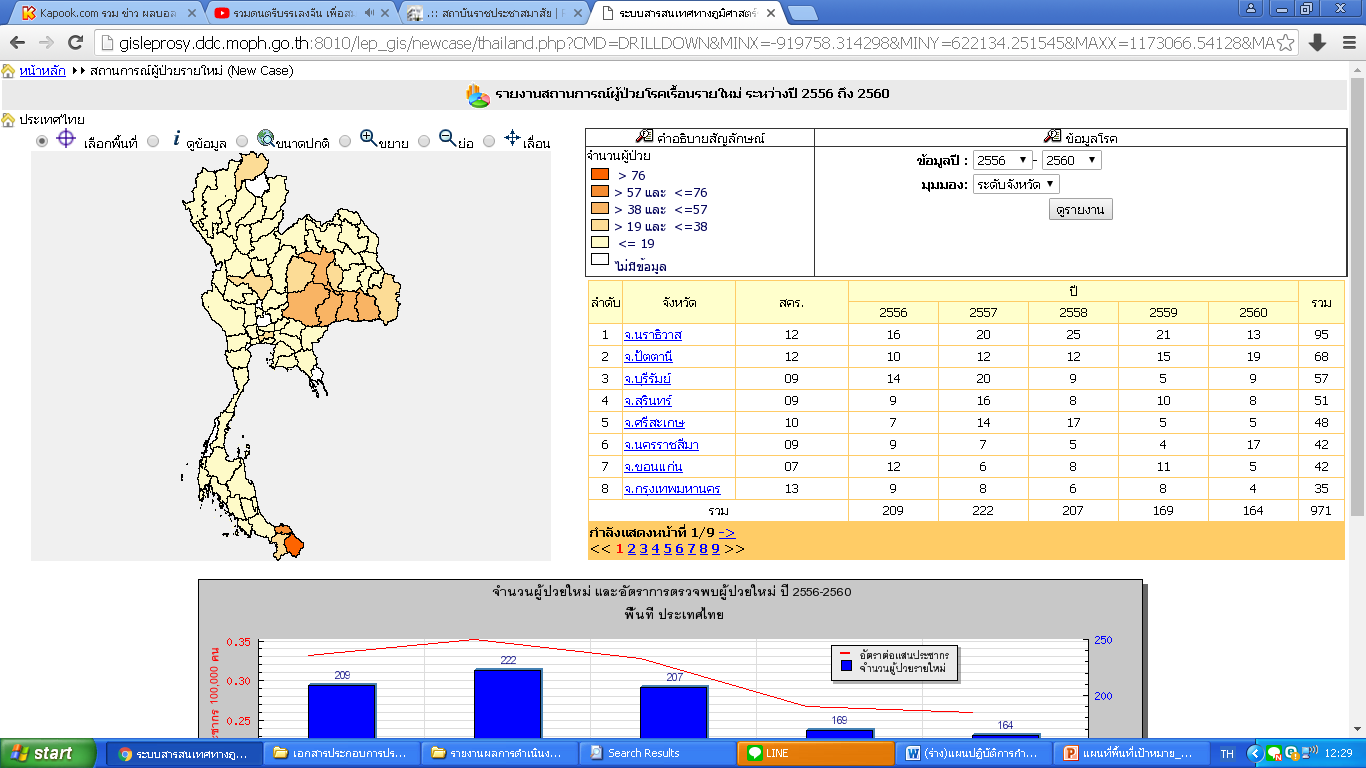 Kapook.com รวม ข่าว ผลบอล
รวมดนตรีบรรเลงจีน เพื่อสม
.:: สถาบันราชประชาสมาสัย | F
ระบบสารสนเทศทางภูมิศาสตร์
gisleprosy.ddc.moph.go.th:8010/lep_gis/newcase/thailand.php?CMD=DRILLDOWN&MINX=-919758.314298&MINY=622134.251545&MAXX=1173066.54128&MA
หน้าหลัก สถานการณ์ผู้ป่วยรายใหม่ (New Case)
รายงานสถานการณ์ผู้ป่วยโรคเรื้อนรายใหม่ ระหว่างปี 2556 ถึง 2560
ประเทศไทย
เลือกพื้นที่ i ดูข้อมูล ขนาดปกติ ขยาย ย่อ เลื่อน
คำอธิบายสัญลักษณ์
จำนวนผู้ป่วย
> 76
> 57 และ <=76
> 38 และ <=57
> 19 และ <=38
<= 19
ไม่มีข้อมูล
ข้อมูลโรค
ข้อมูลปี : 2556 - 2560
มุมมอง: ระดับจังหวัด
ดูรายงาน
ลำดับ จังหวัด สคร. ปี รวม
2556 2557 2558 2559 2560
1 จ.นราธิวาส 12 16 20 25 21 13 95
2 จ.ปัตตานี 12 10 12 12 15 19 68
3 จ.บุรีรัมย์ 09 14 20 9 5 9 57
4 จ.สุรินทร์ 09 9 16 8 10 8 51
5 จ.ศรีสะเกษ 10 7 14 17 5 5 48
6 จ.นครราชสีมา 09 9 7 5 4 17 42
7 จ.ขอนแก่น 07 12 6 8 11 5 42
8 จ.กรุงเทพมหานคร 13 9 8 6 8 4 35
รวม 209 222 207 169 164 971
กำลังแสดงหน้าที่ 1/9 ->
<< 1 2 3 4 5 6 7 8 9 >>
จำนวนผู้ป่วยใหม่ และอัตราการตรวจพบผู้ป่วยใหม่ ปี 2556-2560
พื้นที่ ประเทศไทย
0.35
0.30
0.25
ชากร 100,000 คน
250
200
อัตราต่อแสนประชากร
จำนวนผู้ป่วยรายใหม่
209
222
207
169
164
start
ระบบสารสนเทศทางภู...
เอกสารประกอบการปร...
รายงานผลการดำเนินง...
Search Results
LINE
(ร่าง)แผนปฏิบัติการกำ...
แผนที่พื้นที่เป้าหมาย_...
TH
12:29